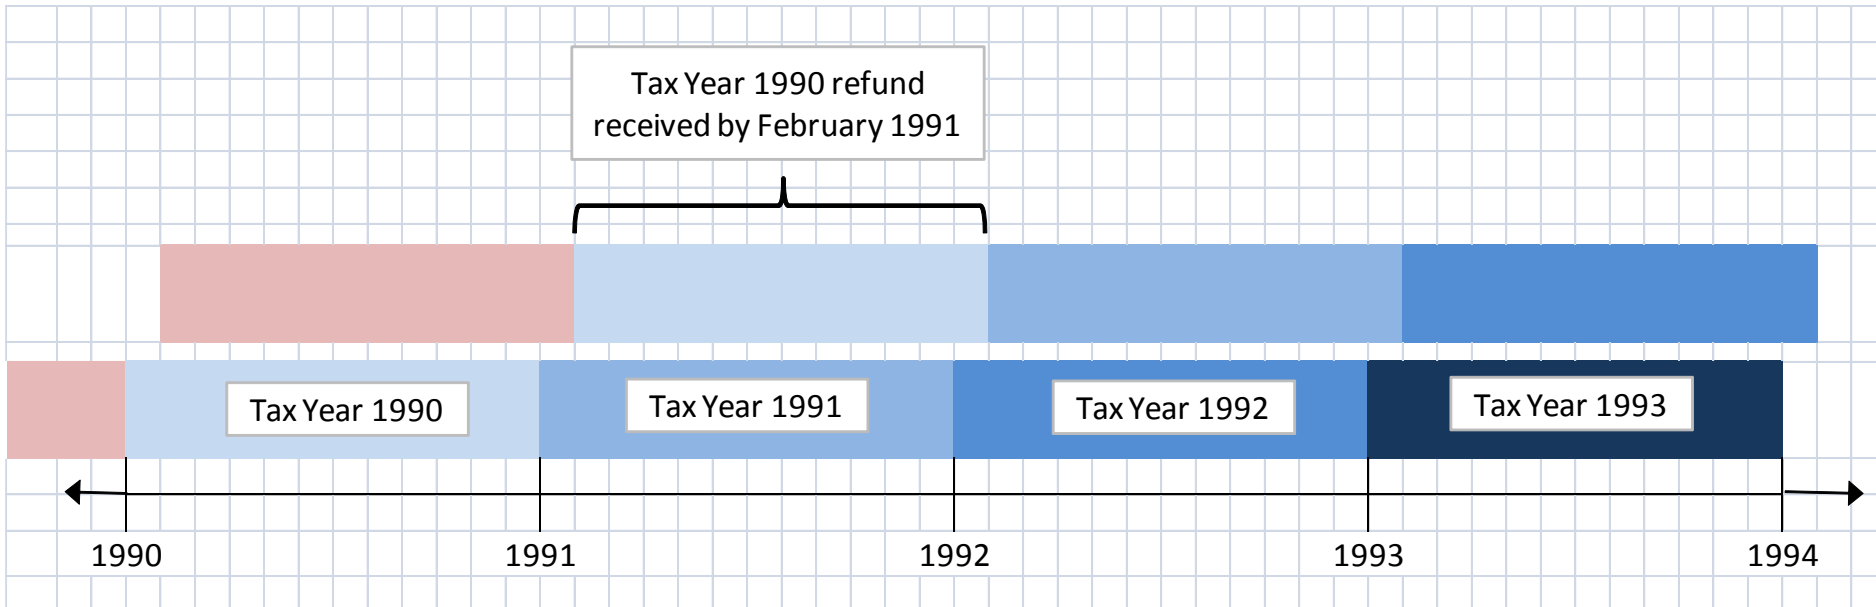 Tax Year 1990 refund
received by February 1991
Tax Year 1990
Tax Year 1991
Tax Year 1992
Tax Year 1993
1990
1991
1992
1993
1994